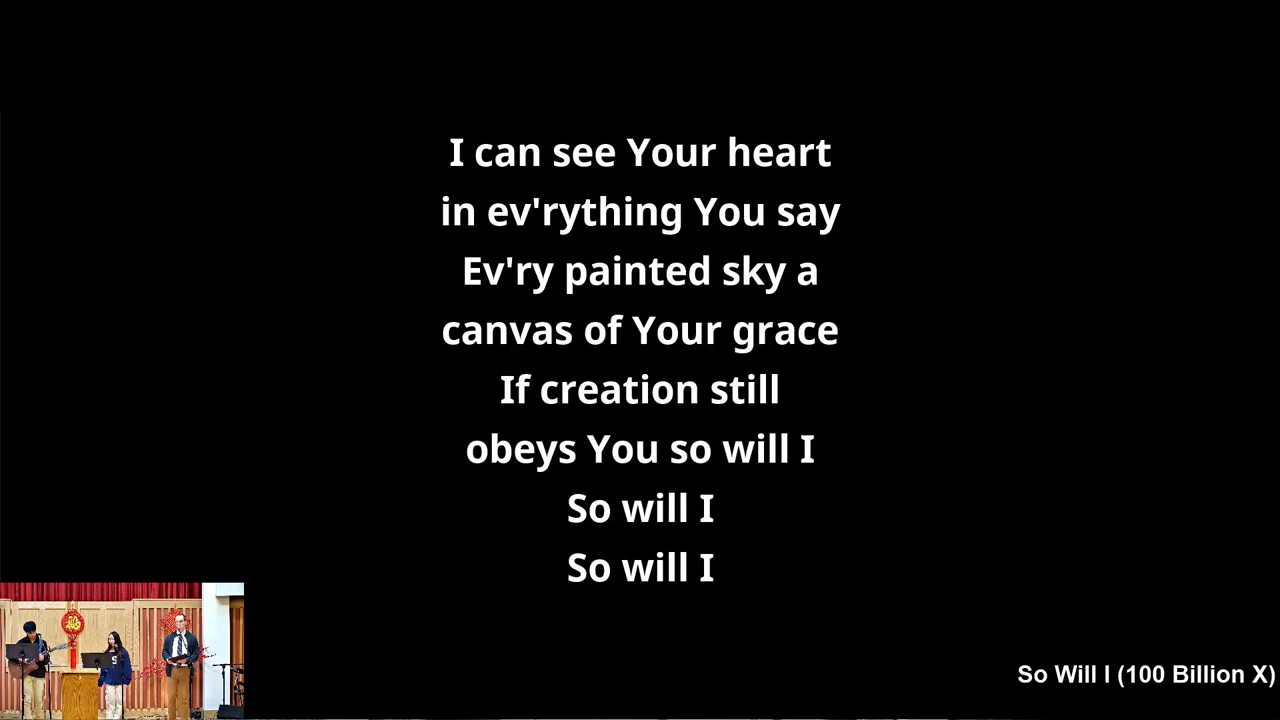 I can see Your heart
in ev'rything You say
Ev'ry painted sky a
canvas of Your grace
If creation still
obeys You so will I
So will I
So will I
So Will I (100 Billion X)